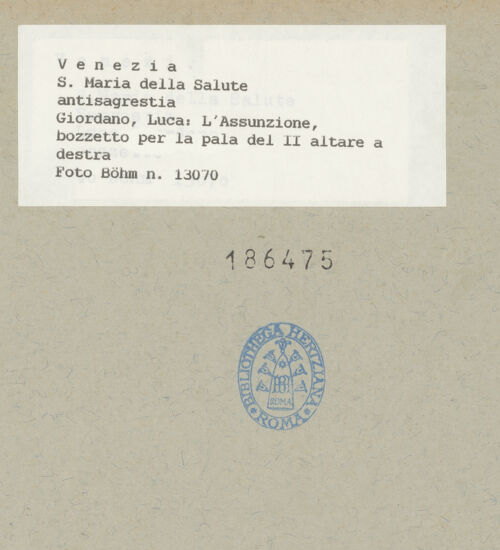 V e n e z i a
S. Maria della Salute
antisagrestia
Giordano, Luca: L'Assunzione,
bozzetto per la pala del II altare a
destra
Foto Böhm n. 13070
186475
BIBLIOTHECA HERTZIANA
ROMA
ROMA